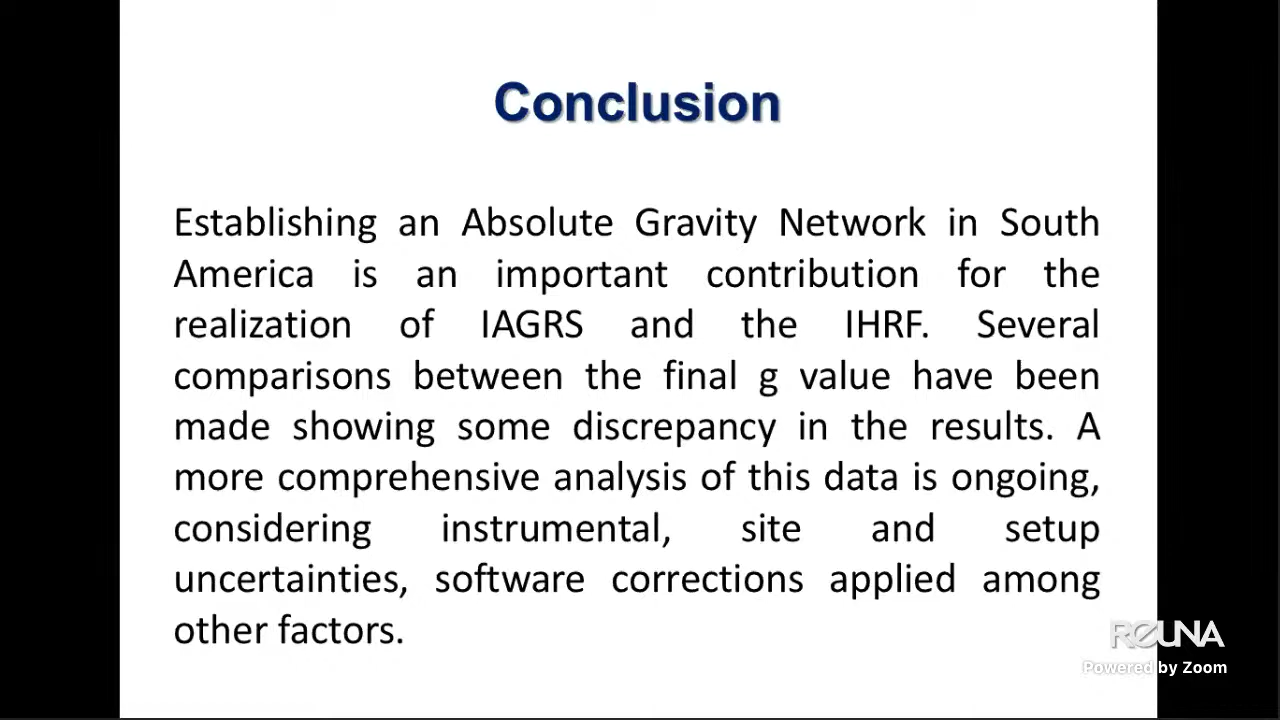 Conclusion
Establishing an Absolute Gravity Network in South
America is an important contribution for the
realization of IAGRS and the IHRF. Several
comparisons between the final g value have been
made showing some discrepancy in the results. A
more comprehensive analysis of this data is ongoing,
considering instrumental, site and setup
uncertainties, software corrections applied among
other factors.
REUNA
Powered by Zoom